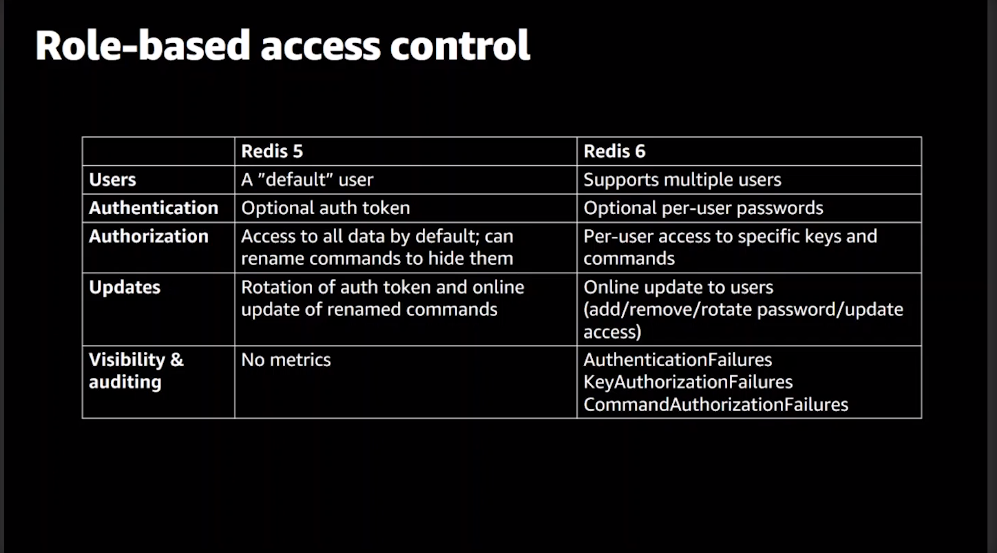 Role-based access control
Redis 5
Redis 6
Users
A ”default” user
Supports multiple users
Authentication
Optional auth token
Optional per-user passwords
Authorization
Access to all data by default; can
rename commands to hide them
Per-user access to specific keys and
commands
Updates
Rotation of auth token and online
update of renamed commands
Online update to users
(add/remove/rotate password/update
access)
Visibility &
auditing
No metrics
AuthenticationFailures
KeyAuthorizationFailures
CommandAuthorizationFailures